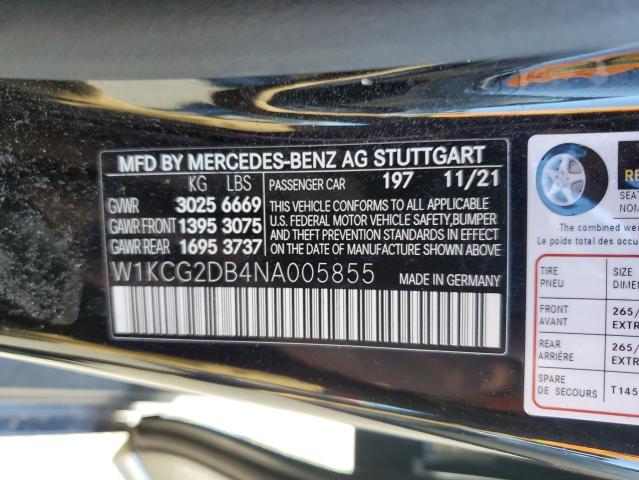 MFD BY MERCEDES-BENZ AG STUTTGART
KG LBS
GVWR 3025 6669
GAWR FRONT 1395 3075
GAWR REAR 1695 3737
PASSENGER CAR 197 11/21
THIS VEHICLE CONFORMS TO ALL APPLICABLE
U.S. FEDERAL MOTOR VEHICLE SAFETY, BUMPER
AND THEFT PREVENTION STANDARDS IN EFFECT ON
THE DATE OF MANUFACTURE SHOWN ABOVE
W1KCG2DB4NA005855 MADE IN GERMANY
The combined
1e poids total des occu
TIRE SIZE
PNEU
FRONT 265/
AVANT EXTR
REAR 265/
ARRIÈRE EXTR
SPARE T145
DE SECOURS